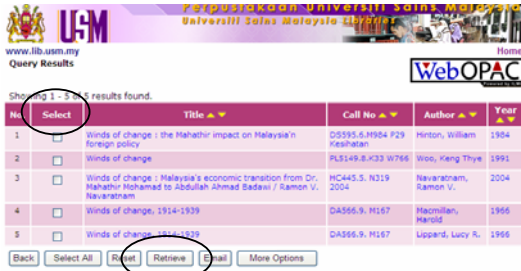 USM
Perpustakaan Universiti Sains Malaysia
Universiti Sains Malaysia Libraries
www.lib.usm.my
Home
Query Results
WebOPAC
Showing 1 - 5 of 5 results found.
No. Select Title Call No Author Year
1 Winds of change : the Mahathir impact on Malaysia'n DS595.6.M984 P29 Hinton, William 1984
foreign policy Kesihatan
2 Winds of change PL5149.8.K33 W766 Woo, Keng Thye 1991
3 Winds of change : Malaysia's economic transition from Dr. HC445.5. N319 Navaratnam, 2004
Mahathir Mohamad to Abdullah Ahmad Badawi / Ramon V. 2004 Ramon V.
Navaratnam
4 Winds of change, 1914-1939 DA566.9. M167 Macmillan, 1966
Harold
5 Winds of change, 1914-1939 DA566.9. M167 Lippard, Lucy R. 1966
Back Select All Reset Retrieve Email More Options